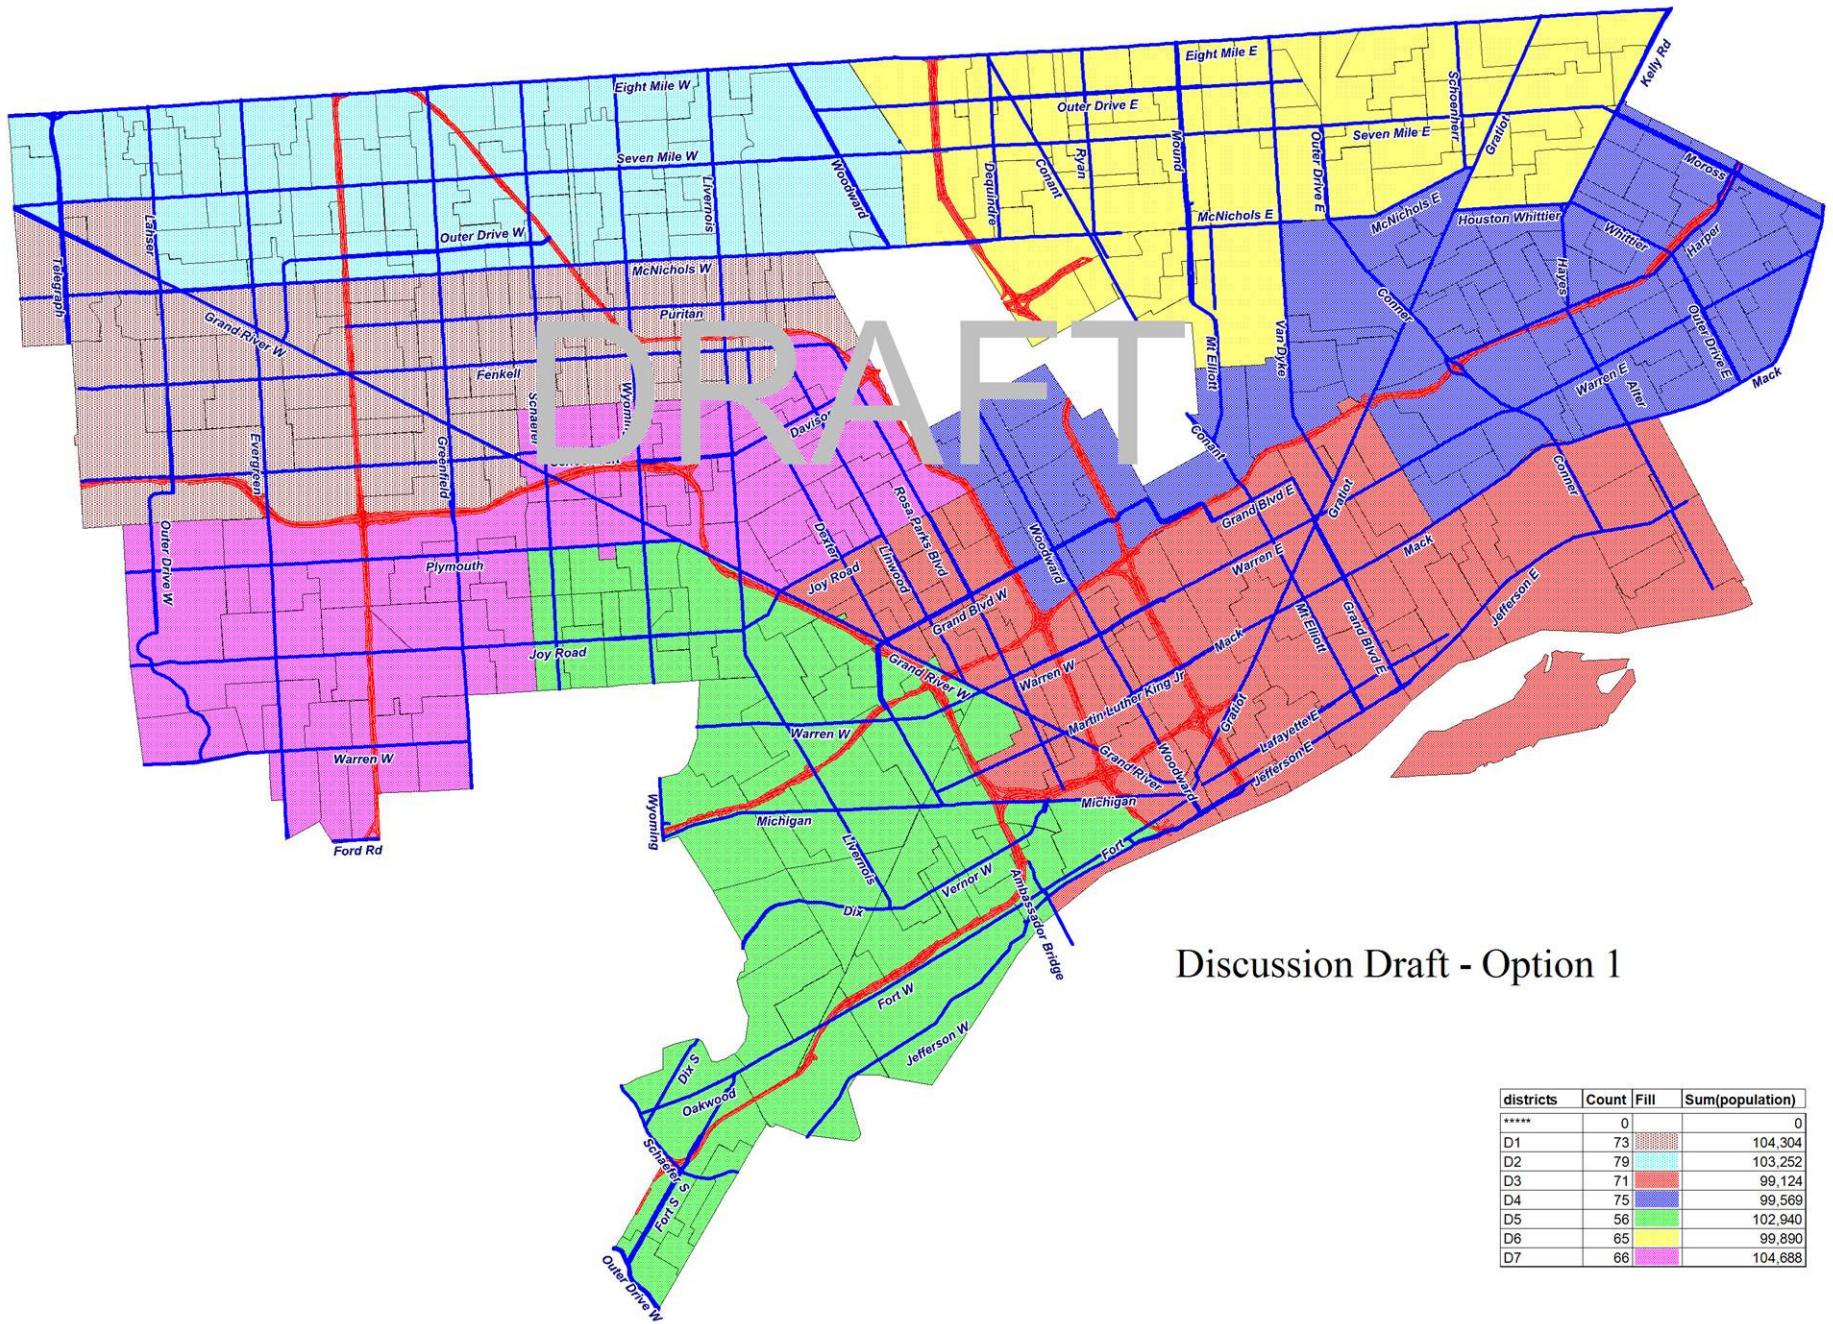 Kelly Rd
Eight Mile E
Eight Mile W
Outer Drive E
Schoenherr
Gratiot
Seven Mile E
Seven Mile W
Mound
Outer Drive E
Ryan
Conant
Dequindre
Woodward
Livernois
Moross
McNichols E
McNichols E
Houston Whittier
Whittier
Harper
Lahser
Outer Drive W
McNichols W
Telegraph
Hayes
Conner
Outer Drive E
Puritan
Grand River W
DRAFT
Van Dyke
Mt Elliott
Fenkell
Warren E
Alter
Mack
Schaefer
Davison
Evergreen
Greenfield
Conant
Conner
Rosa Parks Blvd
Grand Blvd E
Gratiot
Outer Drive W
Dexter
Linwood
Woodward
Mack
Plymouth
Joy Road
Warren E
Jefferson E
Grand Blvd W
Mt Elliott
Grand Blvd E
Joy Road
Mack
Grand River W
Warren W
Martin Luther King Jr
Gratiot
Lafayette E
Warren W
Warren W
Grand River
Woodward
Jefferson E
Wyoming
Michigan
Michigan
Ford Rd
Livernois
Fort
Vernor W
Dix
Ambassador Bridge
Discussion Draft - Option 1
Fort W
Jefferson W
Dix S
Oakwood
Schaefer S
Fort S
Outer Drive W
districts Count Fill Sum(population)
***** 0 0
D1 73 104,304
D2 79 103,252
D3 71 99,124
D4 75 99,569
D5 56 102,940
D6 65 99,890
D7 66 104,688